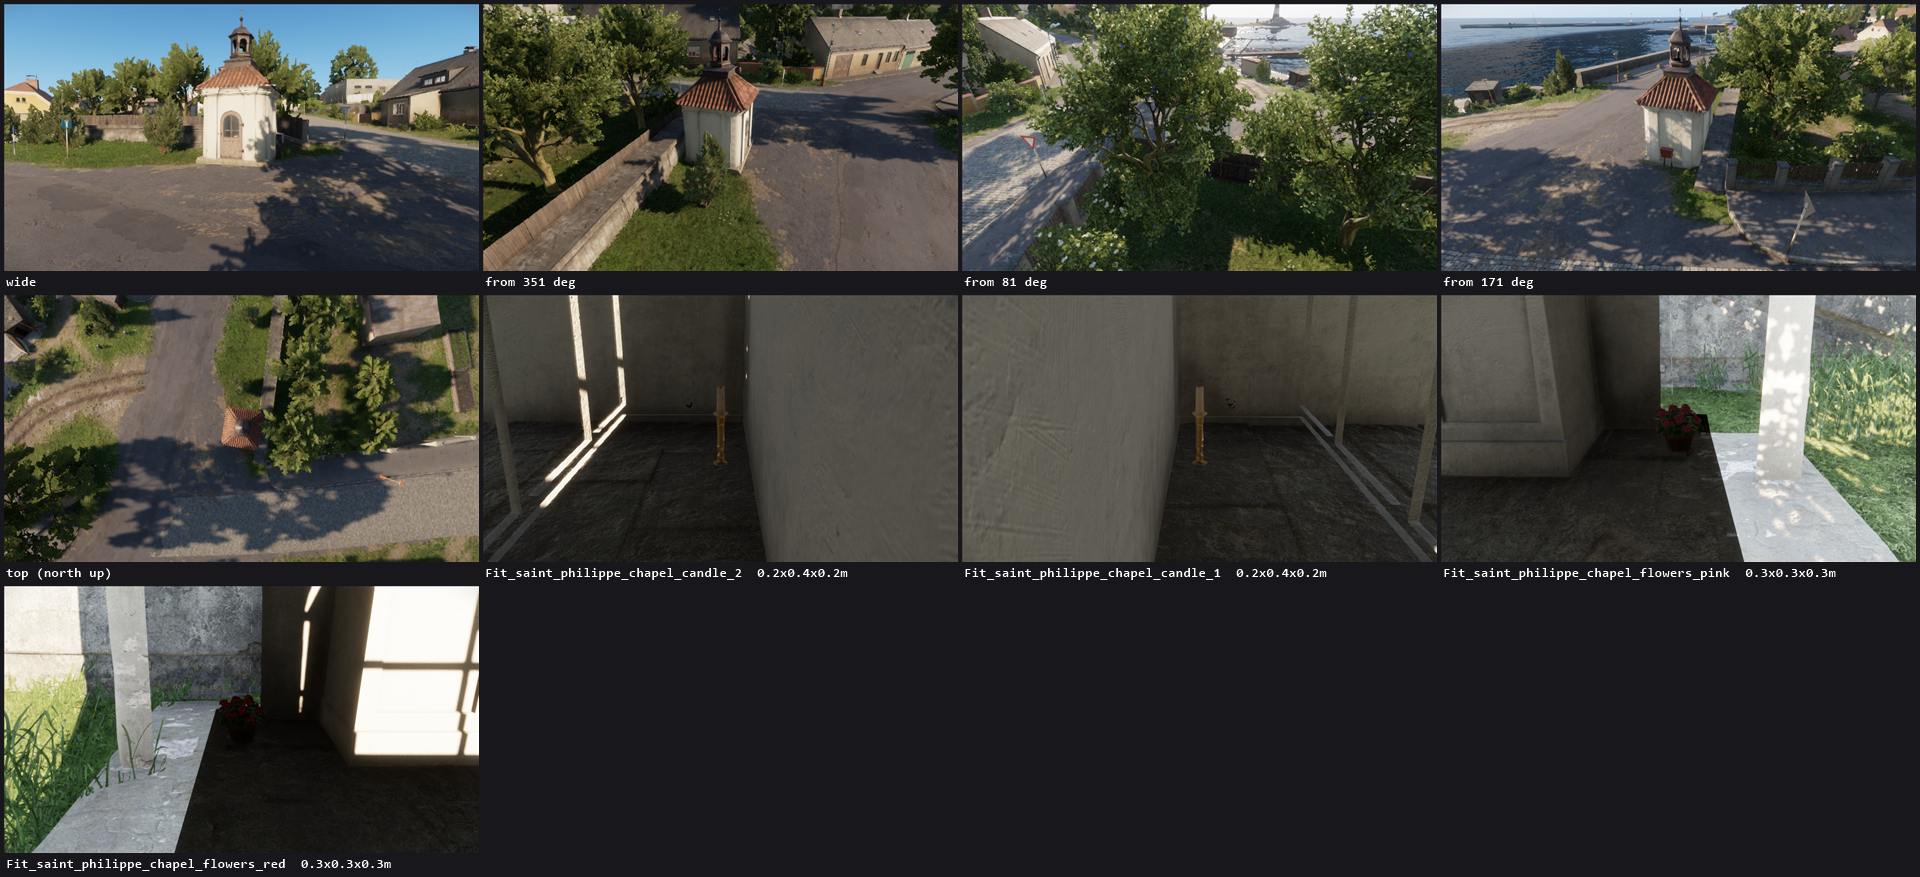 wide
from 351 deg
from 81 deg
from 171 deg
top (north up)
Fit_saint_philippe_chapel_candle_2 0.2x0.4x0.2m
Fit_saint_philippe_chapel_candle_1 0.2x0.4x0.2m
Fit_saint_philippe_chapel_flowers_pink 0.3x0.3x0.3m
Fit_saint_philippe_chapel_flowers_red 0.3x0.3x0.3m